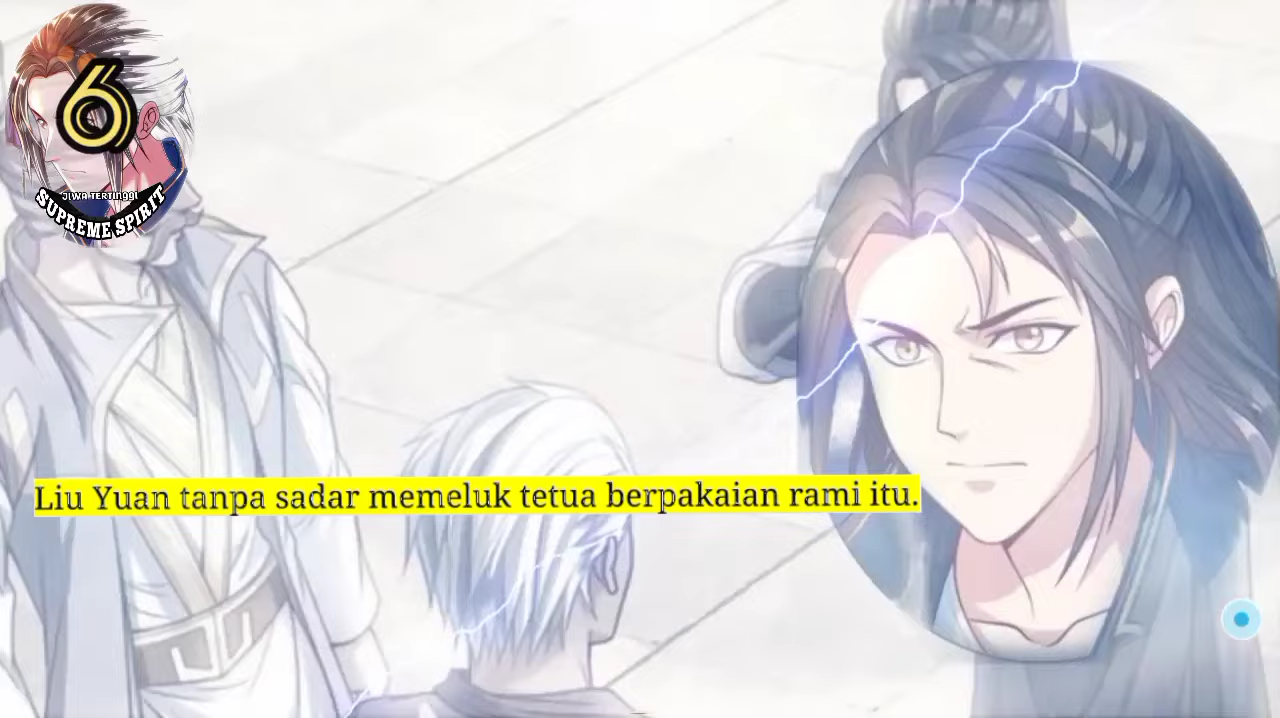 6
JIWA TERTINGGI
SUPREME SPIRIT
Liu Yuan tanpa sadar memeluk tetua berpakaian rami itu.